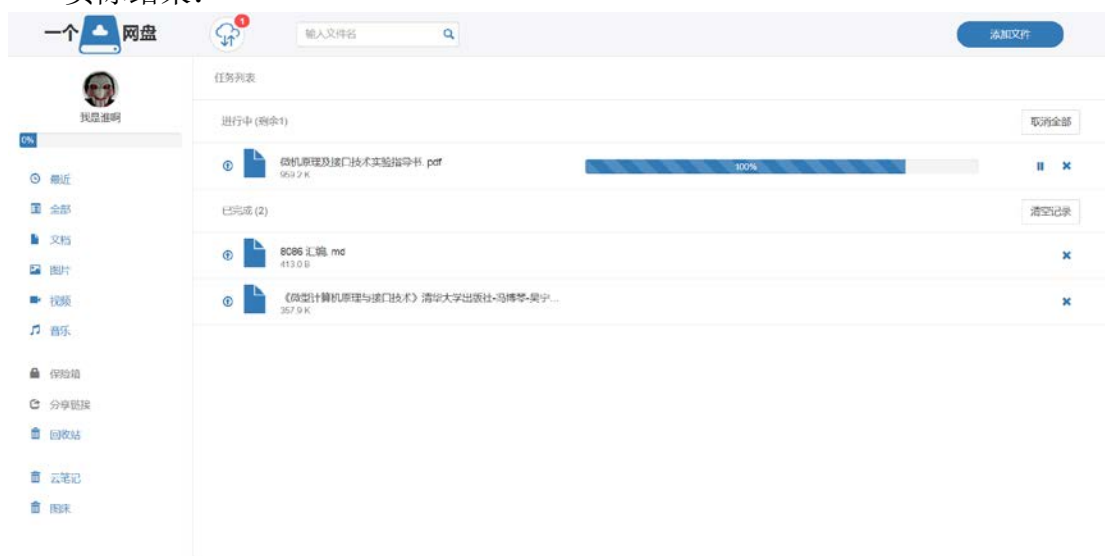 实际结果：
一个 网盘
1
输入文件名
添加文件
我是谁啊
0%
任务列表
进行中 (剩余1)
取消全部
微机原理及接口技术实验指导书. pdf
959.2 K
100%
已完成 (2)
清空记录
8086 汇编. md
413.0 B
《微型计算机原理与接口技术》清华大学出版社-冯博琴-吴宁...
357.9 K
最近
全部
文档
图片
视频
音乐
保险箱
分享链接
回收站
云笔记
图床